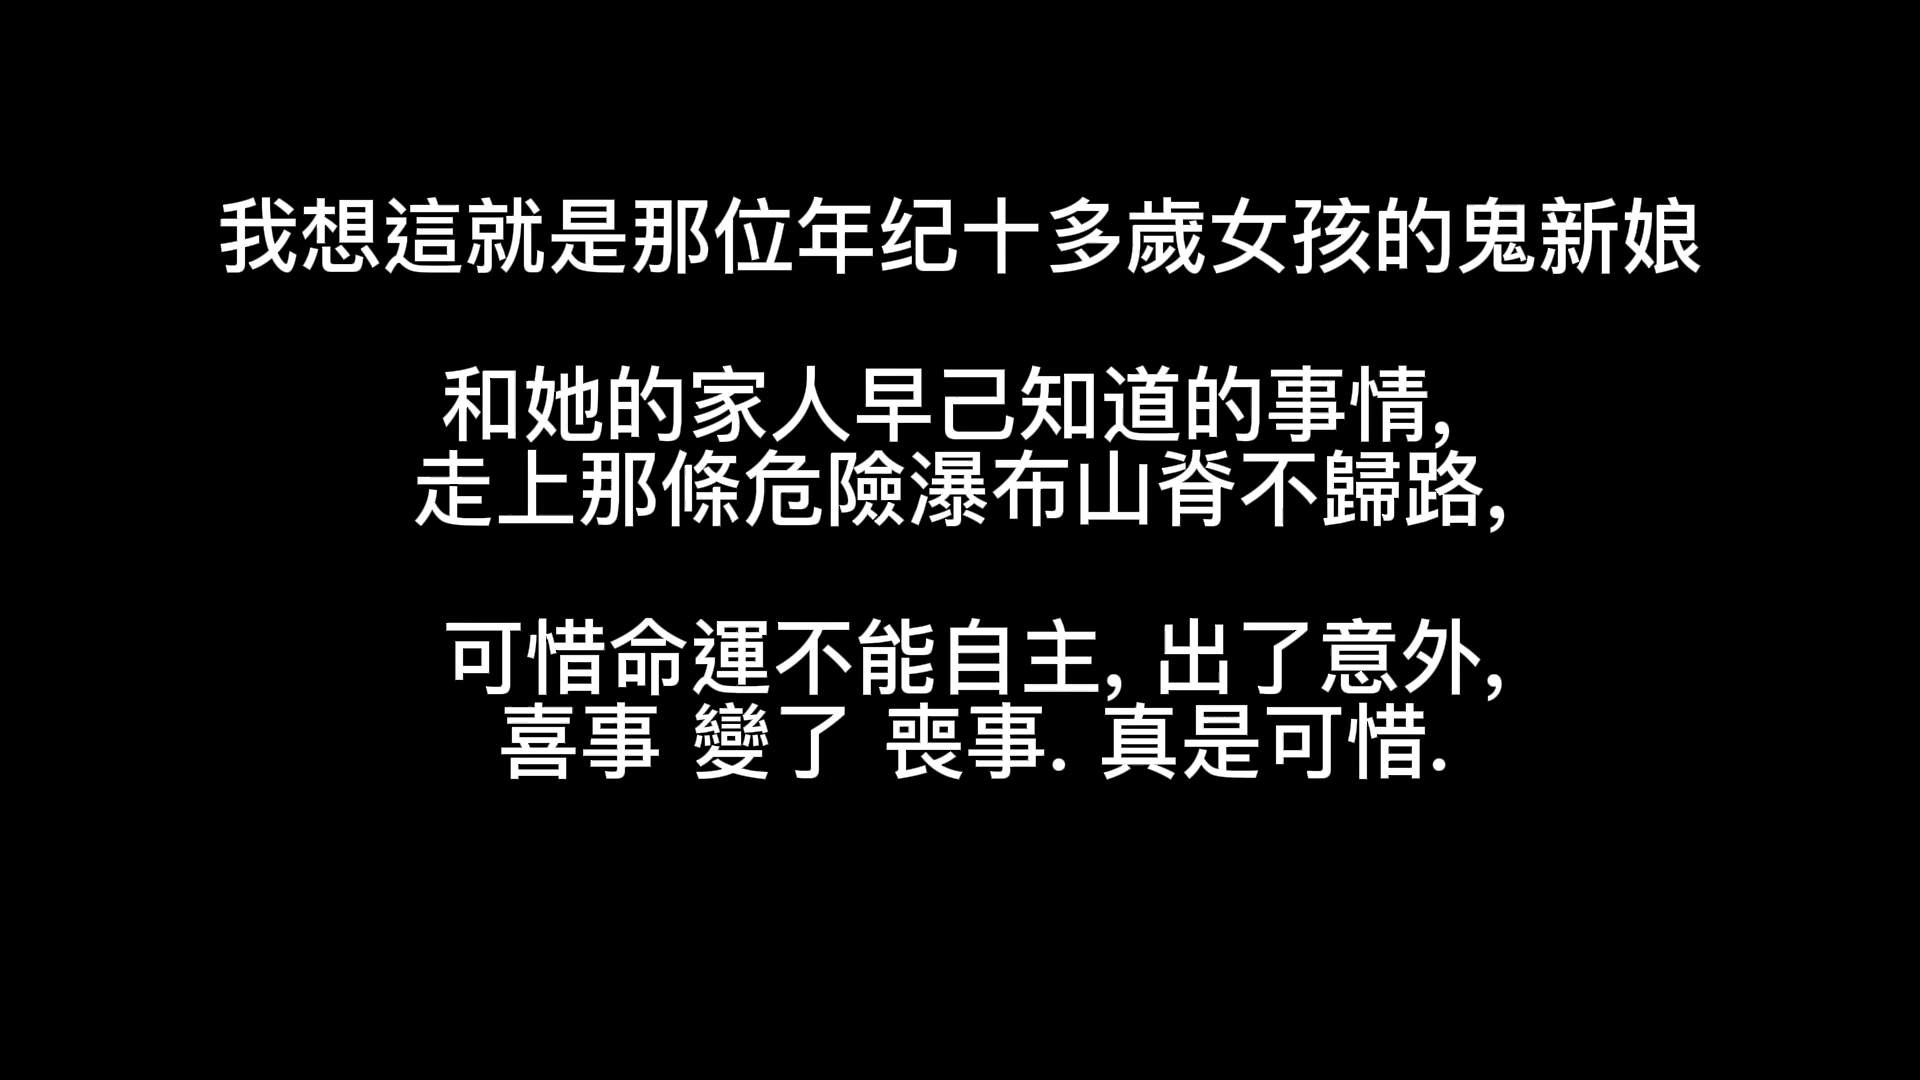 我想這就是那位年纪十多歲女孩的鬼新娘
和她的家人早己知道的事情,
走上那條危險瀑布山脊不歸路,
可惜命運不能自主, 出了意外,
喜事 變了 喪事. 真是可惜.